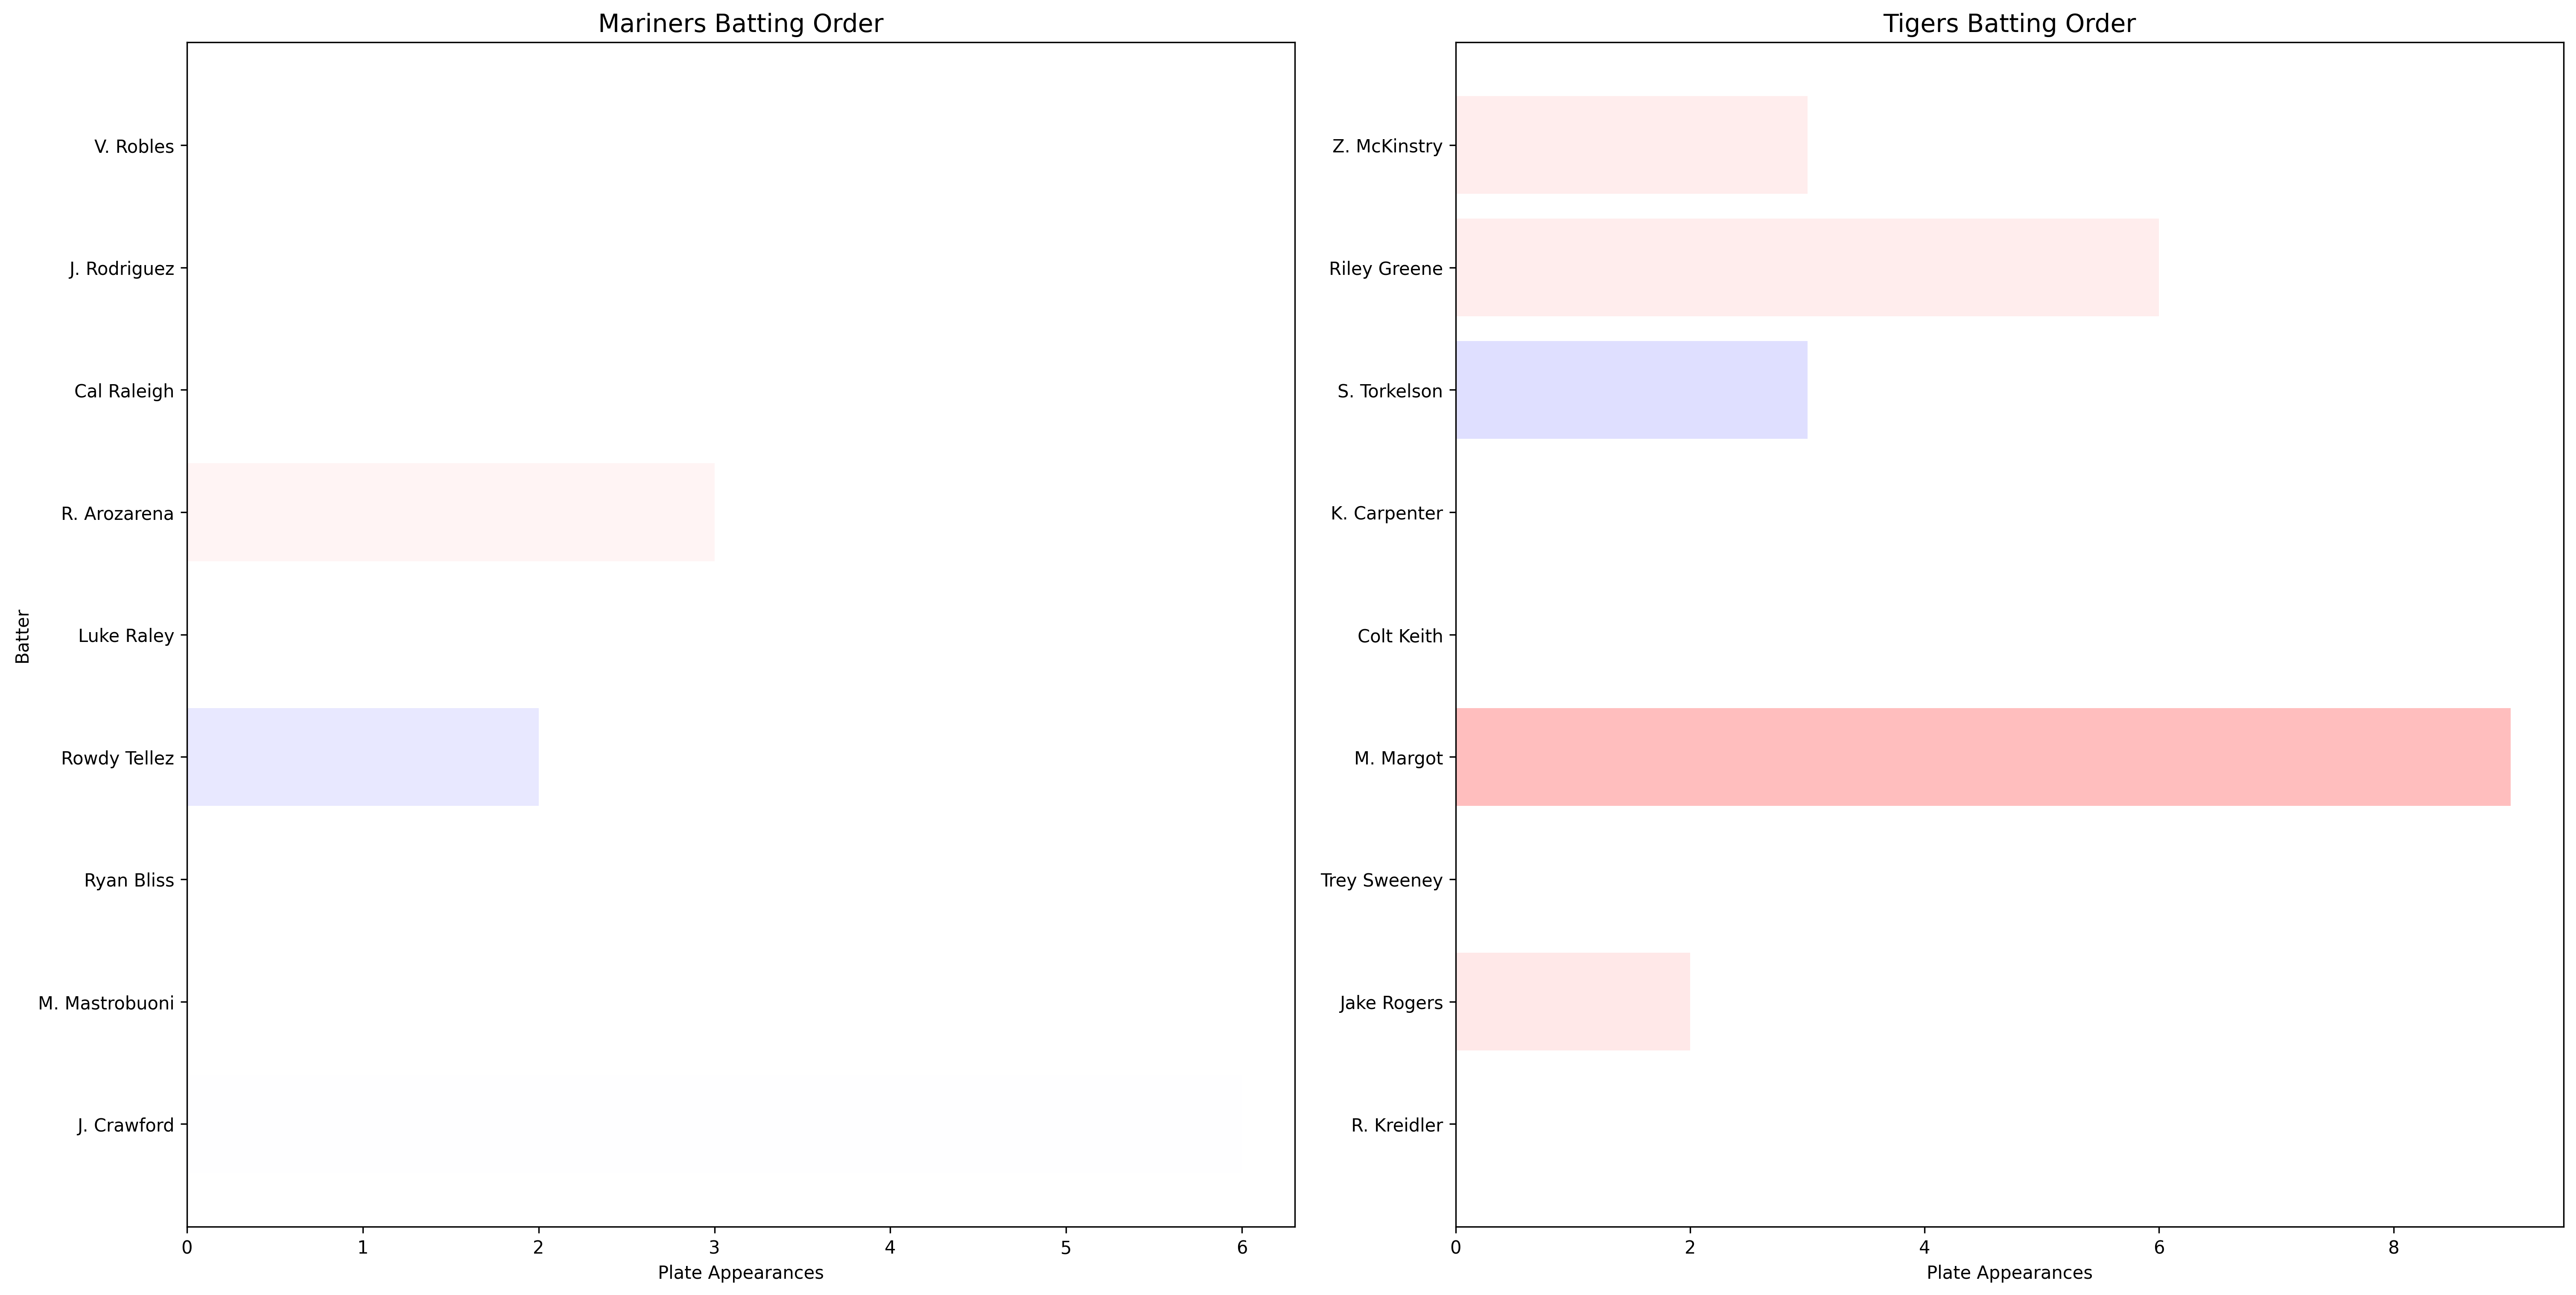 Mariners Batting Order
Batter
V. Robles
J. Rodriguez
Cal Raleigh
R. Arozarena
Luke Raley
Rowdy Tellez
Ryan Bliss
M. Mastrobuoni
J. Crawford
0 1 2 3 4 5 6
Plate Appearances
Tigers Batting Order
Z. McKinstry
Riley Greene
S. Torkelson
K. Carpenter
Colt Keith
M. Margot
Trey Sweeney
Jake Rogers
R. Kreidler
0 2 4 6 8
Plate Appearances